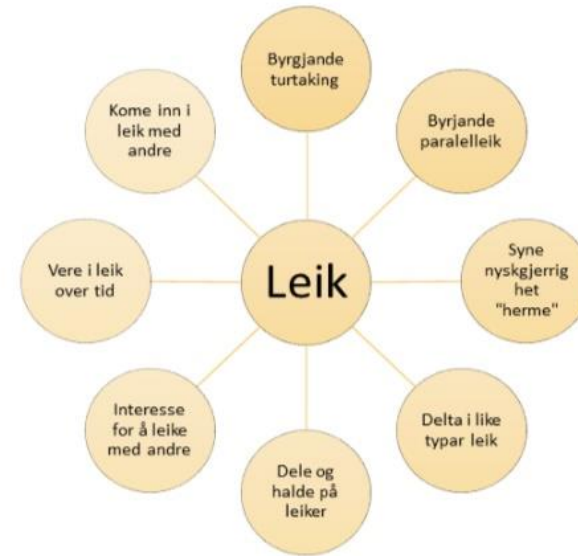 Byrgjande
turtaking
Byrjande
paralelleik
Syne
nyskgjerrig
het
"herme"
Delta i like
typar leik
Dele og
halde på
leiker
Interesse
for å leike
med andre
Vere i leik
over tid
Kome inn i
leik med
andre
Leik